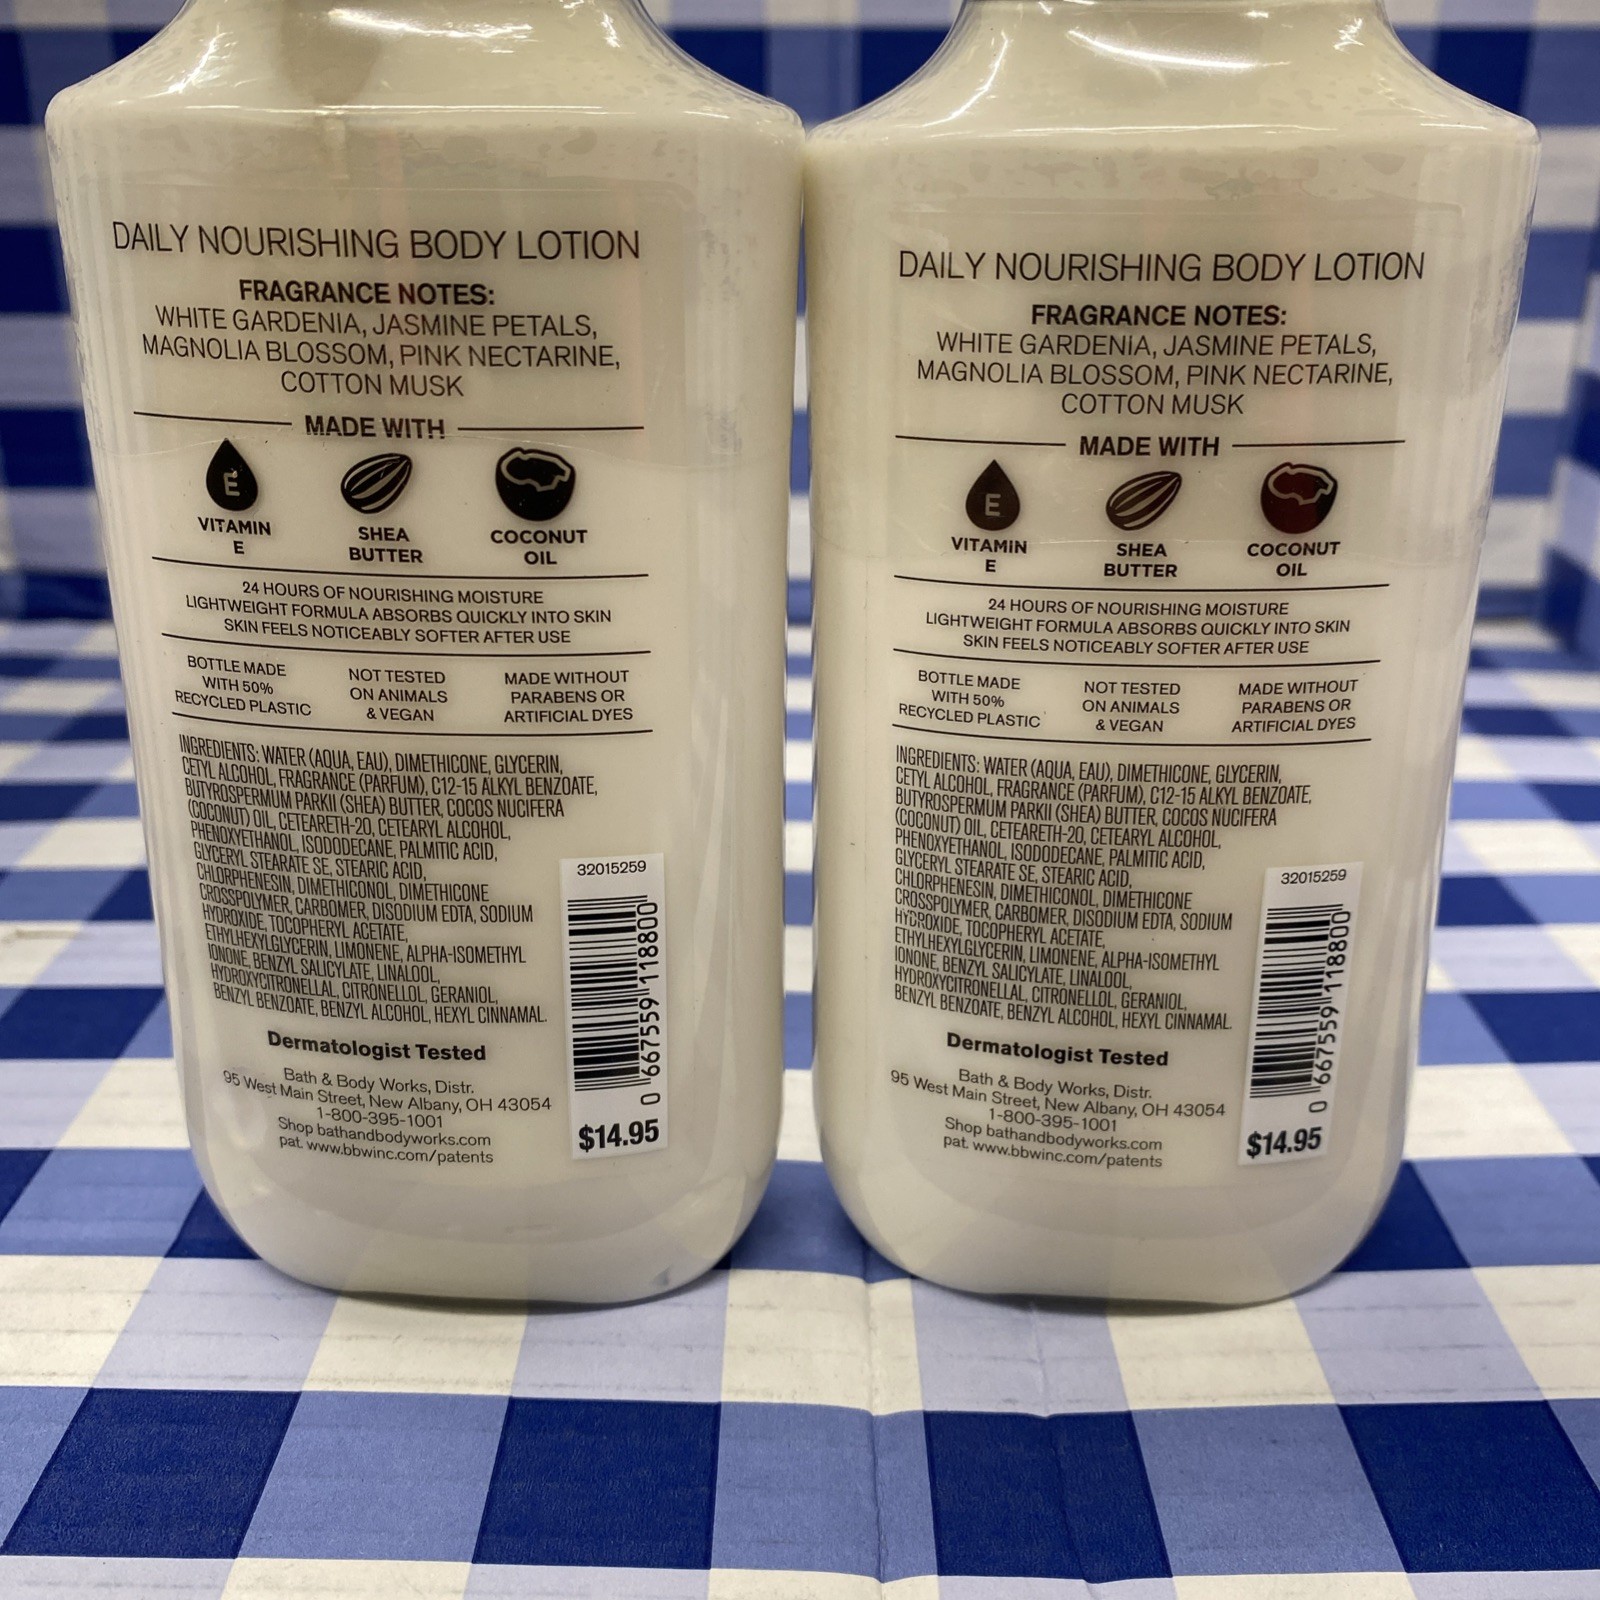 DAILY NOURISHING BODY LOTION
FRAGRANCE NOTES:
WHITE GARDENIA, JASMINE PETALS,
MAGNOLIA BLOSSOM, PINK NECTARINE,
COTTON MUSK
MADE WITH
E
VITAMIN
E
SHEA
BUTTER
COCONUT
OIL
24 HOURS OF NOURISHING MOISTURE
LIGHTWEIGHT FORMULA ABSORBS QUICKLY INTO SKIN
SKIN FEELS NOTICEABLY SOFTER AFTER USE
BOTTLE MADE
WITH 50%
RECYCLED PLASTIC
NOT TESTED
ON ANIMALS
& VEGAN
MADE WITHOUT
PARABENS OR
ARTIFICIAL DYES
INGREDIENTS: WATER (AQUA, EAU), DIMETHICONE, GLYCERIN,
CETYL ALCOHOL, FRAGRANCE (PARFUM), C12-15 ALKYL BENZOATE,
BUTYROSPERMUM PARKII (SHEA) BUTTER, COCOS NUCIFERA
(COCONUT) OIL, CETEARETH-20, CETEARYL ALCOHOL,
PHENOXYETHANOL, ISODODECANE, PALMITIC ACID,
GLYCERYL STEARATE SE, STEARIC ACID,
CHLORPHENESIN, DIMETHICONOL, DIMETHICONE
CROSSPOLYMER, CARBOMER, DISODIUM EDTA, SODIUM
HYDROXIDE, TOCOPHERYL ACETATE,
ETHYLHEXYLGLYCERIN, LIMONENE, ALPHA-ISOMETHYL
IONONE, BENZYL SALICYLATE, LINALOOL,
HYDROXYCITRONELLAL, CITRONELLOL, GERANIOL,
BENZYL BENZOATE, BENZYL ALCOHOL, HEXYL CINNAMAL.
Dermatologist Tested
Bath & Body Works, Distr.
95 West Main Street, New Albany, OH 43054
1-800-395-1001
Shop bathandbodyworks.com
pat. www.bbwinc.com/patents
32015259
0 667559 118800
$14.95
DAILY NOURISHING BODY LOTION
FRAGRANCE NOTES:
WHITE GARDENIA, JASMINE PETALS,
MAGNOLIA BLOSSOM, PINK NECTARINE,
COTTON MUSK
MADE WITH
E
VITAMIN
E
SHEA
BUTTER
COCONUT
OIL
24 HOURS OF NOURISHING MOISTURE
LIGHTWEIGHT FORMULA ABSORBS QUICKLY INTO SKIN
SKIN FEELS NOTICEABLY SOFTER AFTER USE
BOTTLE MADE
WITH 50%
RECYCLED PLASTIC
NOT TESTED
ON ANIMALS
& VEGAN
MADE WITHOUT
PARABENS OR
ARTIFICIAL DYES
INGREDIENTS: WATER (AQUA, EAU), DIMETHICONE, GLYCERIN,
CETYL ALCOHOL, FRAGRANCE (PARFUM), C12-15 ALKYL BENZOATE,
BUTYROSPERMUM PARKII (SHEA) BUTTER, COCOS NUCIFERA
(COCONUT) OIL, CETEARETH-20, CETEARYL ALCOHOL,
PHENOXYETHANOL, ISODODECANE, PALMITIC ACID,
GLYCERYL STEARATE SE, STEARIC ACID,
CHLORPHENESIN, DIMETHICONOL, DIMETHICONE
CROSSPOLYMER, CARBOMER, DISODIUM EDTA, SODIUM
HYDROXIDE, TOCOPHERYL ACETATE,
ETHYLHEXYLGLYCERIN, LIMONENE, ALPHA-ISOMETHYL
IONONE, BENZYL SALICYLATE, LINALOOL,
HYDROXYCITRONELLAL, CITRONELLOL, GERANIOL,
BENZYL BENZOATE, BENZYL ALCOHOL, HEXYL CINNAMAL.
Dermatologist Tested
Bath & Body Works, Distr.
95 West Main Street, New Albany, OH 43054
1-800-395-1001
Shop bathandbodyworks.com
pat. www.bbwinc.com/patents
32015259
0 667559 118800
$14.95